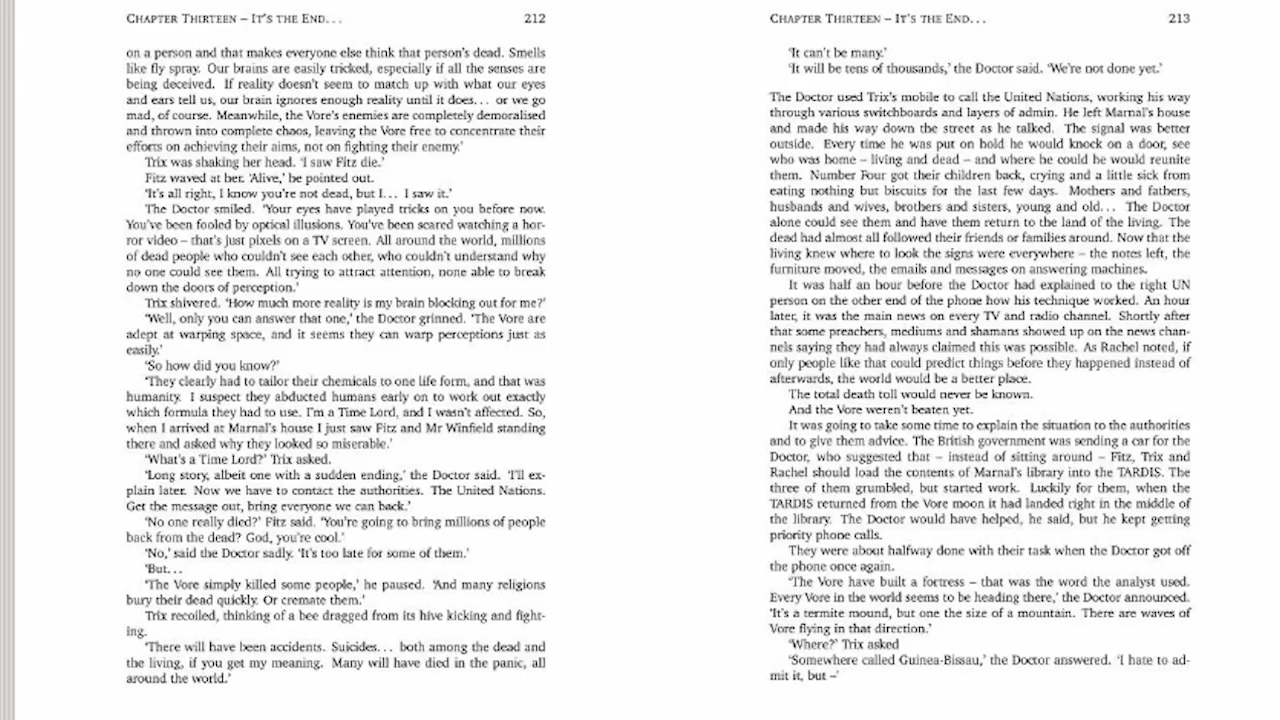 CHAPTER THIRTEEN – IT'S THE END... 212
on a person and that makes everyone else think that person's dead. Smells
like fly spray. Our brains are easily tricked, especially if all the senses are
being deceived. If reality doesn't seem to match up with what our eyes
and ears tell us, our brain ignores enough reality until it does... or we go
mad, of course. Meanwhile, the Vore's enemies are completely demoralised
and thrown into complete chaos, leaving the Vore free to concentrate their
efforts on achieving their aims, not on fighting their enemy.'
Trix was shaking her head. 'I saw Fitz die.'
Fitz waved at her. 'Alive,' he pointed out.
'It's all right, I know you're not dead, but I... I saw it.'
The Doctor smiled. 'Your eyes have played tricks on you before now.
You've been fooled by optical illusions. You've been scared watching a hor-
ror video – that's just pixels on a TV screen. All around the world, millions
of dead people who couldn't see each other, who couldn't understand why
no one could see them. All trying to attract attention, none able to break
down the doors of perception.'
Trix shivered. 'How much more reality is my brain blocking out for me?'
'Well, only you can answer that one,' the Doctor grinned. 'The Vore are
adept at warping space, and it seems they can warp perceptions just as
easily.'
'So how did you know?'
'They clearly had to tailor their chemicals to one life form, and that was
humanity. I suspect they abducted humans early on to work out exactly
which formula they had to use. I'm a Time Lord, and I wasn't affected. So,
when I arrived at Marnal's house I just saw Fitz and Mr Winfield standing
there and asked why they looked so miserable.'
'What's a Time Lord?' Trix asked.
'Long story, albeit one with a sudden ending,' the Doctor said. 'I'll ex-
plain later. Now we have to contact the authorities. The United Nations.
Get the message out, bring everyone we can back.'
'No one really died?' Fitz said. 'You're going to bring millions of people
back from the dead? God, you're cool.'
'No,' said the Doctor sadly. 'It's too late for some of them.'
'But...
'The Vore simply killed some people,' he paused. 'And many religions
bury their dead quickly. Or cremate them.'
Trix recoiled, thinking of a bee dragged from its hive kicking and fight-
ing.
'There will have been accidents. Suicides... both among the dead and
the living, if you get my meaning. Many will have died in the panic, all
around the world.'
CHAPTER THIRTEEN – IT'S THE END... 213
'It can't be many.'
'It will be tens of thousands,' the Doctor said. 'We're not done yet.'
The Doctor used Trix's mobile to call the United Nations, working his way
through various switchboards and layers of admin. He left Marnal's house
and made his way down the street as he talked. The signal was better
outside. Every time he was put on hold he would knock on a door, see
who was home – living and dead – and where he could he would reunite
them. Number Four got their children back, crying and a little sick from
eating nothing but biscuits for the last few days. Mothers and fathers,
husbands and wives, brothers and sisters, young and old... The Doctor
alone could see them and have them return to the land of the living. The
dead had almost all followed their friends or families around. Now that the
living knew where to look the signs were everywhere – the notes left, the
furniture moved, the emails and messages on answering machines.
It was half an hour before the Doctor had explained to the right UN
person on the other end of the phone how his technique worked. An hour
later, it was the main news on every TV and radio channel. Shortly after
that some preachers, mediums and shamans showed up on the news chan-
nels saying they had always claimed this was possible. As Rachel noted, if
only people like that could predict things before they happened instead of
afterwards, the world would be a better place.
The total death toll would never be known.
And the Vore weren't beaten yet.
It was going to take some time to explain the situation to the authorities
and to give them advice. The British government was sending a car for the
Doctor, who suggested that – instead of sitting around – Fitz, Trix and
Rachel should load the contents of Marnal's library into the TARDIS. The
three of them grumbled, but started work. Luckily for them, when the
TARDIS returned from the Vore moon it had landed right in the middle of
the library. The Doctor would have helped, he said, but he kept getting
priority phone calls.
They were about halfway done with their task when the Doctor got off
the phone once again.
'The Vore have built a fortress – that was the word the analyst used.
Every Vore in the world seems to be heading there,' the Doctor announced.
'It's a termite mound, but one the size of a mountain. There are waves of
Vore flying in that direction.'
'Where?' Trix asked
'Somewhere called Guinea-Bissau,' the Doctor answered. 'I hate to ad-
mit it, but –'